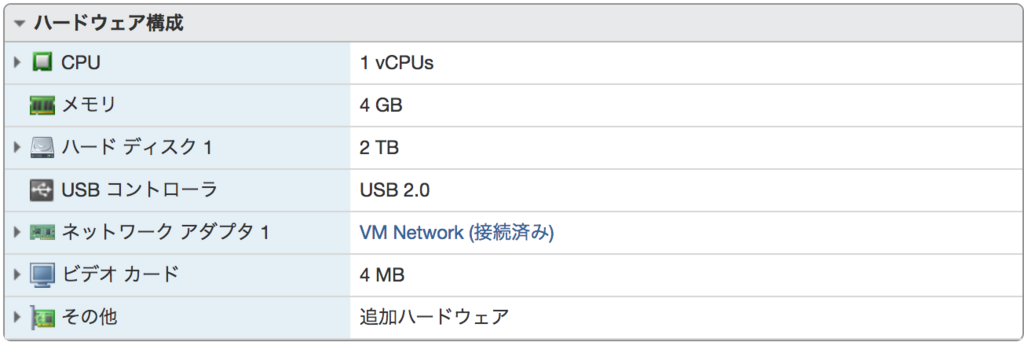 ハードウェア構成
CPU 1 vCPUs
メモリ 4 GB
ハード ディスク 1 2 TB
USB コントローラ USB 2.0
ネットワーク アダプタ 1 VM Network (接続済み)
ビデオ カード 4 MB
その他 追加ハードウェア